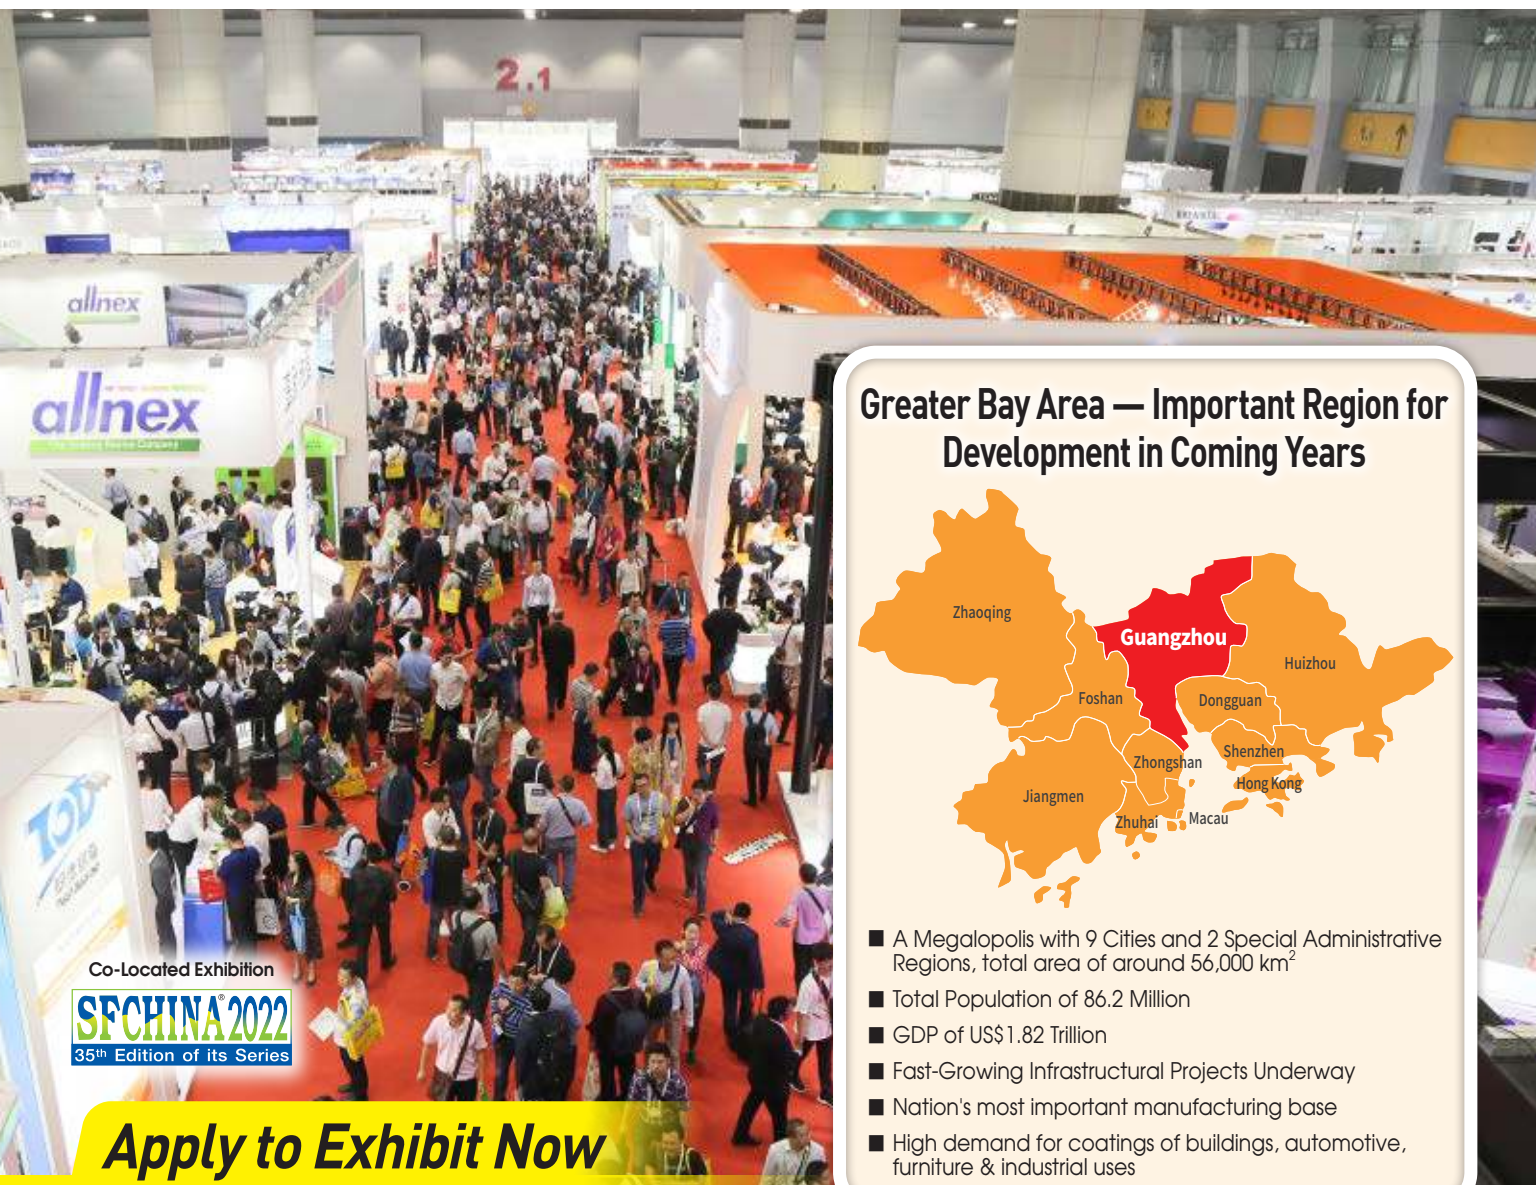 2.1
allnex
allnex
Greater Bay Area — Important Region for
Development in Coming Years
Zhaoqing
Guangzhou
Huizhou
Foshan
Dongguan
Shenzhen
Zhongshan
Hong Kong
Jiangmen
Zhuhai
Macau
■ A Megalopolis with 9 Cities and 2 Special Administrative
Regions, total area of around 56,000 km²
■ Total Population of 86.2 Million
■ GDP of US$1.82 Trillion
■ Fast-Growing Infrastructural Projects Underway
■ Nation's most important manufacturing base
■ High demand for coatings of buildings, automotive,
furniture & industrial uses
Co-Located Exhibition
SFCHINA® 2022
35th Edition of its Series
Apply to Exhibit Now